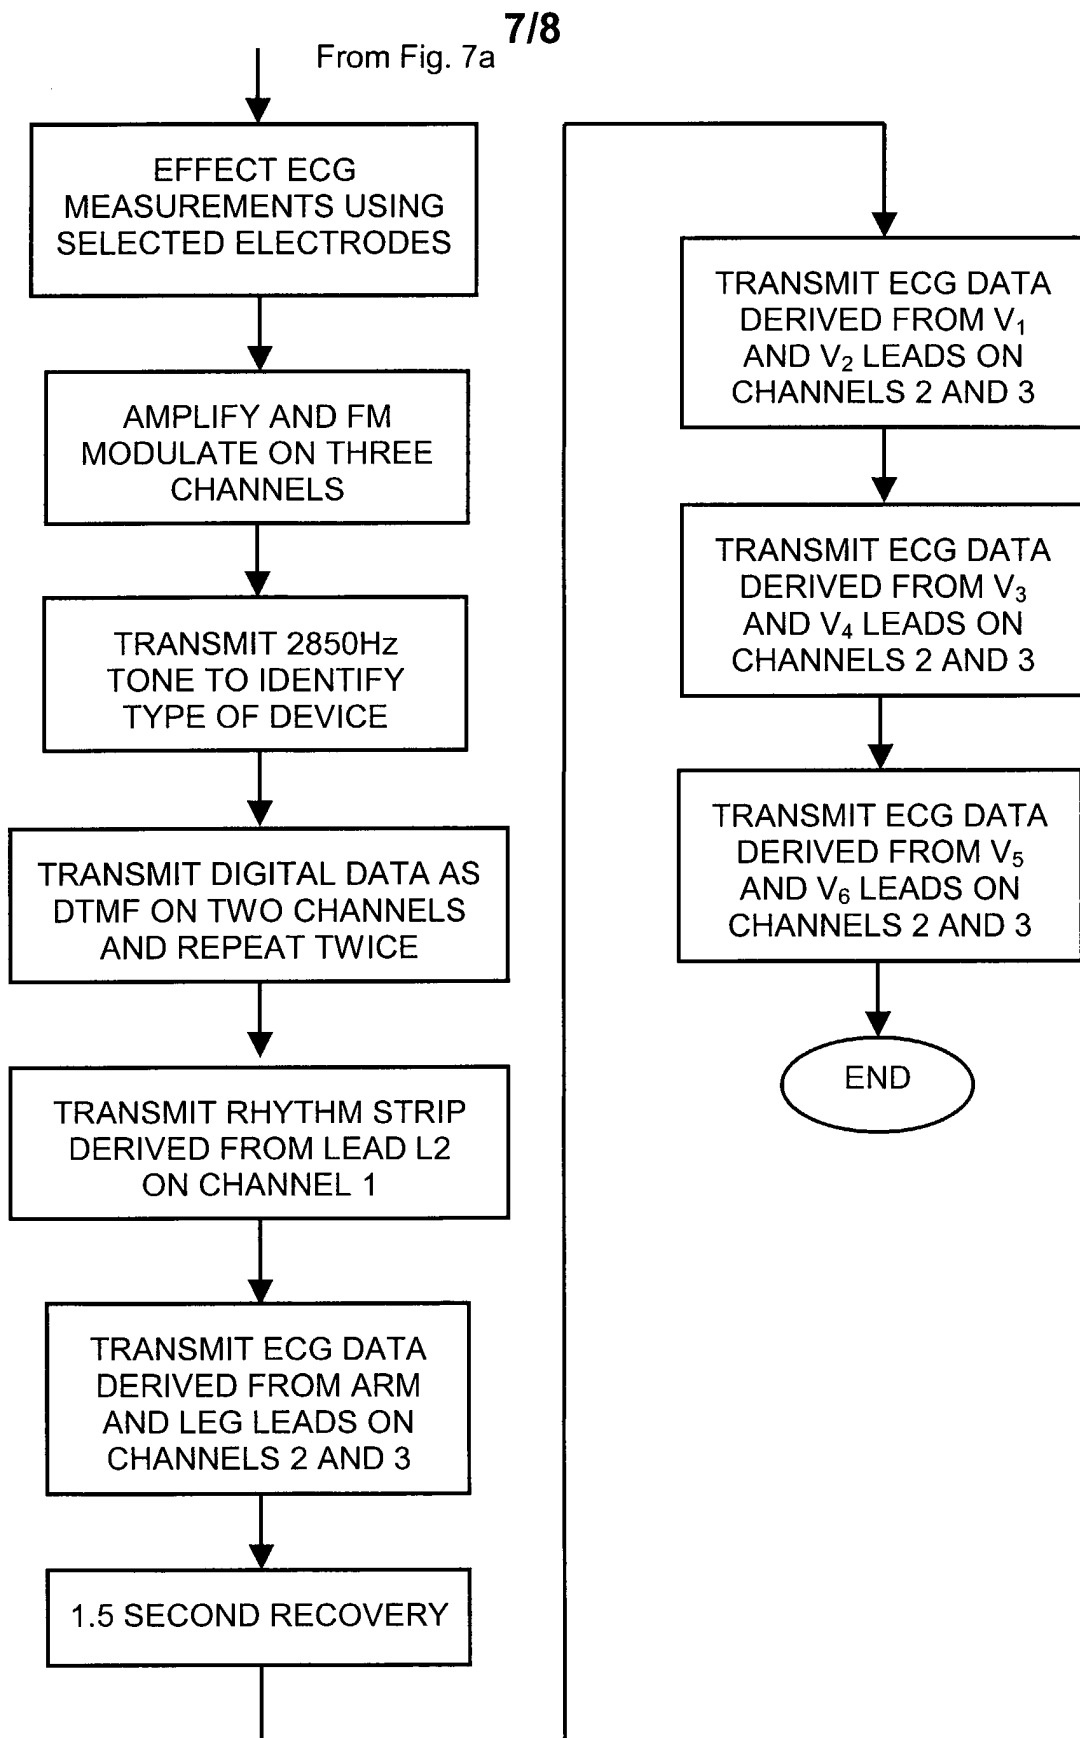 7/8
From Fig. 7a
EFFECT ECG
MEASUREMENTS USING
SELECTED ELECTRODES
AMPLIFY AND FM
MODULATE ON THREE
CHANNELS
TRANSMIT 2850Hz
TONE TO IDENTIFY
TYPE OF DEVICE
TRANSMIT DIGITAL DATA AS
DTMF ON TWO CHANNELS
AND REPEAT TWICE
TRANSMIT RHYTHM STRIP
DERIVED FROM LEAD L2
ON CHANNEL 1
TRANSMIT ECG DATA
DERIVED FROM ARM
AND LEG LEADS ON
CHANNELS 2 AND 3
1.5 SECOND RECOVERY
TRANSMIT ECG DATA
DERIVED FROM V₁
AND V₂ LEADS ON
CHANNELS 2 AND 3
TRANSMIT ECG DATA
DERIVED FROM V₃
AND V₄ LEADS ON
CHANNELS 2 AND 3
TRANSMIT ECG DATA
DERIVED FROM V₅
AND V₆ LEADS ON
CHANNELS 2 AND 3
END